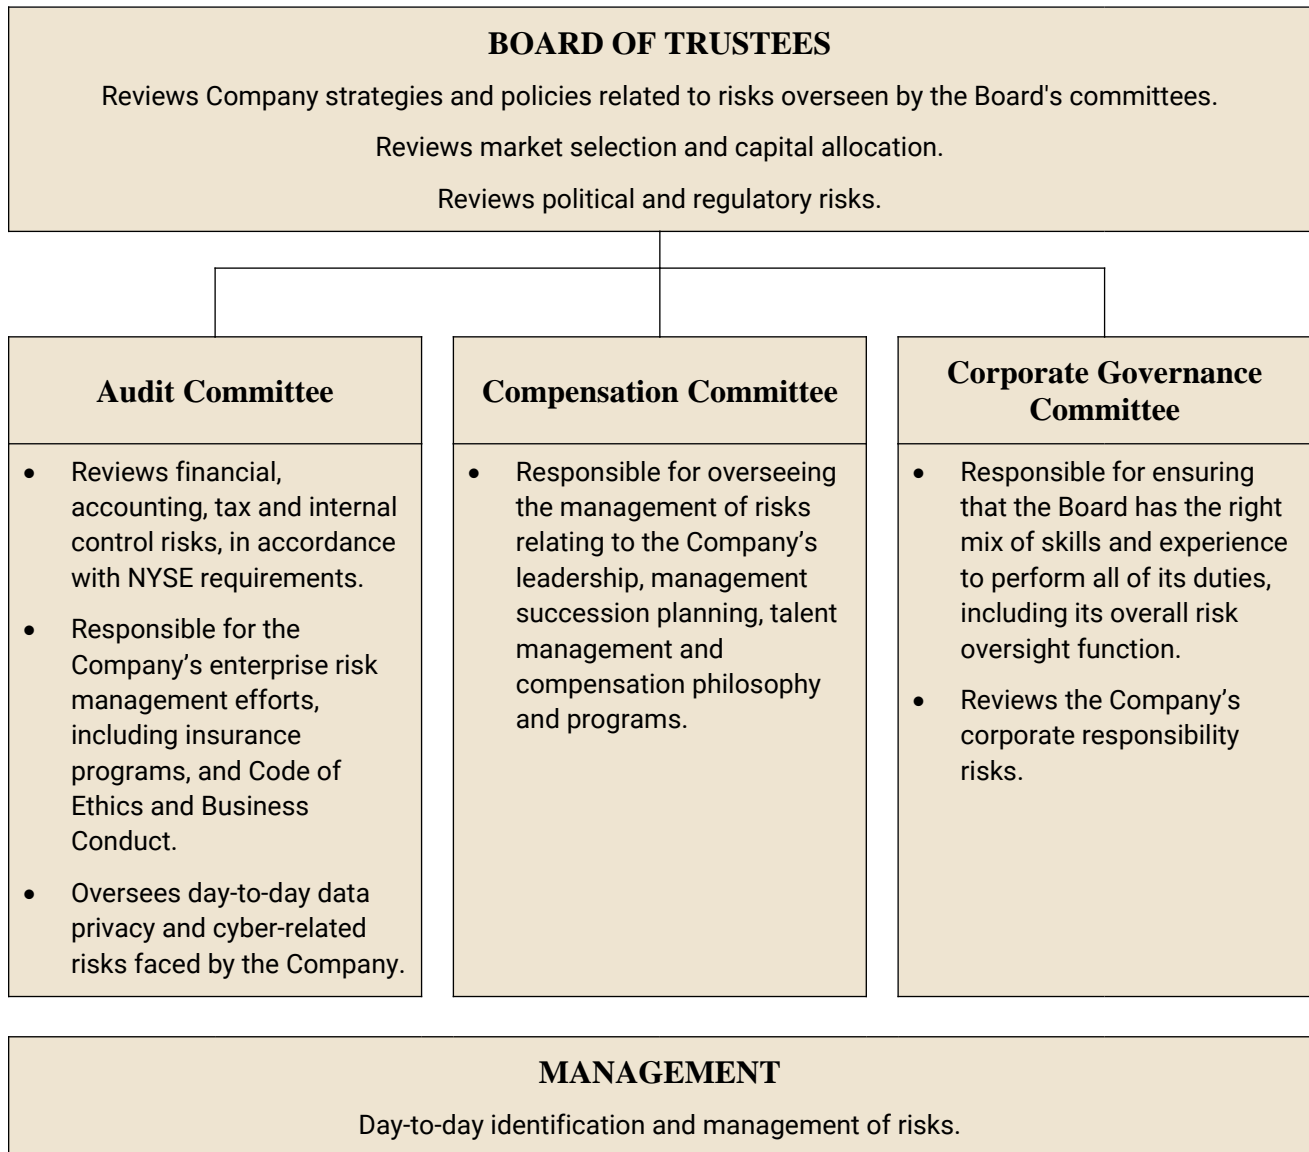 BOARD OF TRUSTEES
Reviews Company strategies and policies related to risks overseen by the Board's committees.
Reviews market selection and capital allocation.
Reviews political and regulatory risks.
Audit Committee
• Reviews financial,
accounting, tax and internal
control risks, in accordance
with NYSE requirements.
• Responsible for the
Company’s enterprise risk
management efforts,
including insurance
programs, and Code of
Ethics and Business
Conduct.
• Oversees day-to-day data
privacy and cyber-related
risks faced by the Company.
Compensation Committee
• Responsible for overseeing
the management of risks
relating to the Company’s
leadership, management
succession planning, talent
management and
compensation philosophy
and programs.
Corporate Governance
Committee
• Responsible for ensuring
that the Board has the right
mix of skills and experience
to perform all of its duties,
including its overall risk
oversight function.
• Reviews the Company’s
corporate responsibility
risks.
MANAGEMENT
Day-to-day identification and management of risks.